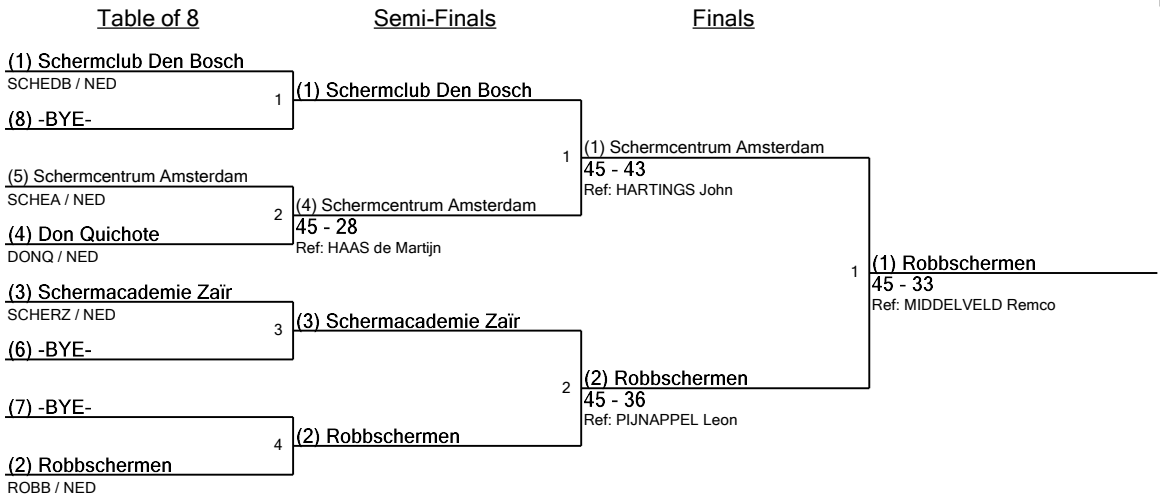 Table of 8
Semi-Finals
Finals
(1) Schermclub Den Bosch
SCHEDB / NED
1
(8) -BYE-
(1) Schermclub Den Bosch
(5) Schermcentrum Amsterdam
SCHEA / NED
2
(4) Don Quichote
DONQ / NED
(4) Schermcentrum Amsterdam
45 - 28
Ref: HAAS de Martijn
1
(1) Schermcentrum Amsterdam
45 - 43
Ref: HARTINGS John
(3) Schermacademie Zaïr
SCHERZ / NED
3
(6) -BYE-
(3) Schermacademie Zaïr
(7) -BYE-
4
(2) Robbschermen
ROBB / NED
(2) Robbschermen
2
(2) Robbschermen
45 - 36
Ref: PIJNAPPEL Leon
1
(1) Robbschermen
45 - 33
Ref: MIDDELVELD Remco